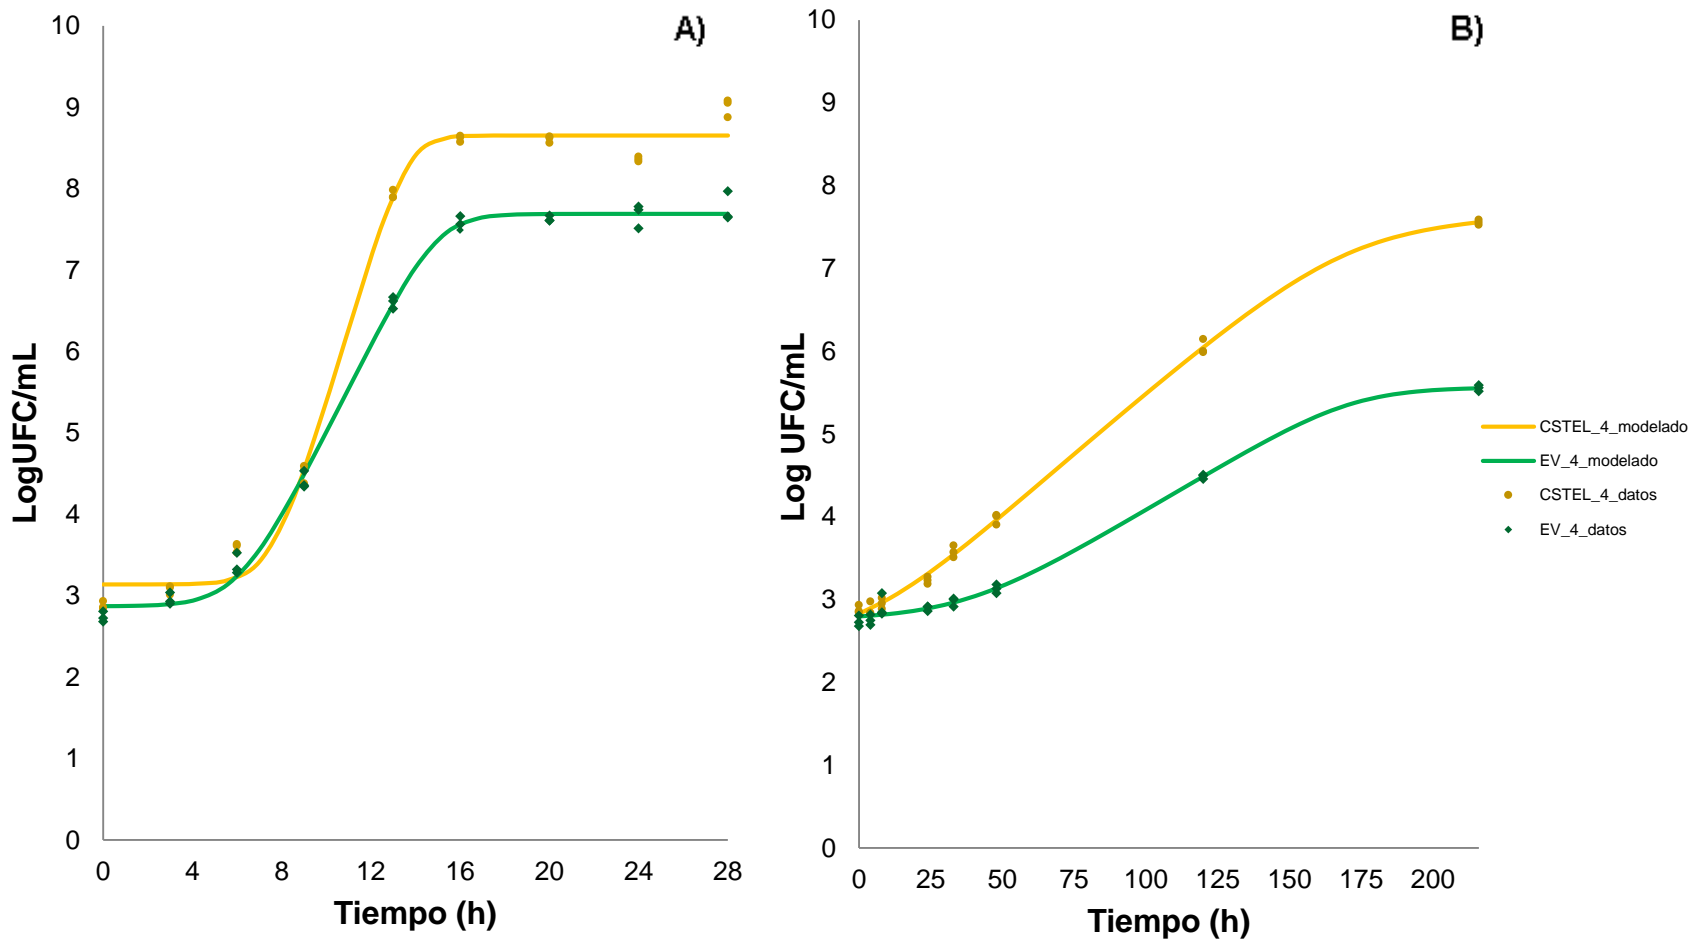 A)
10
9
8
7
6
5
4
3
2
1
0
LogUFC/mL
0 4 8 12 16 20 24 28
Tiempo (h)
B)
10
9
8
7
6
5
4
3
2
1
0
Log UFC/mL
0 25 50 75 100 125 150 175 200
Tiempo (h)
CSTEL_4_modelado
EV_4_modelado
CSTEL_4_datos
EV_4_datos